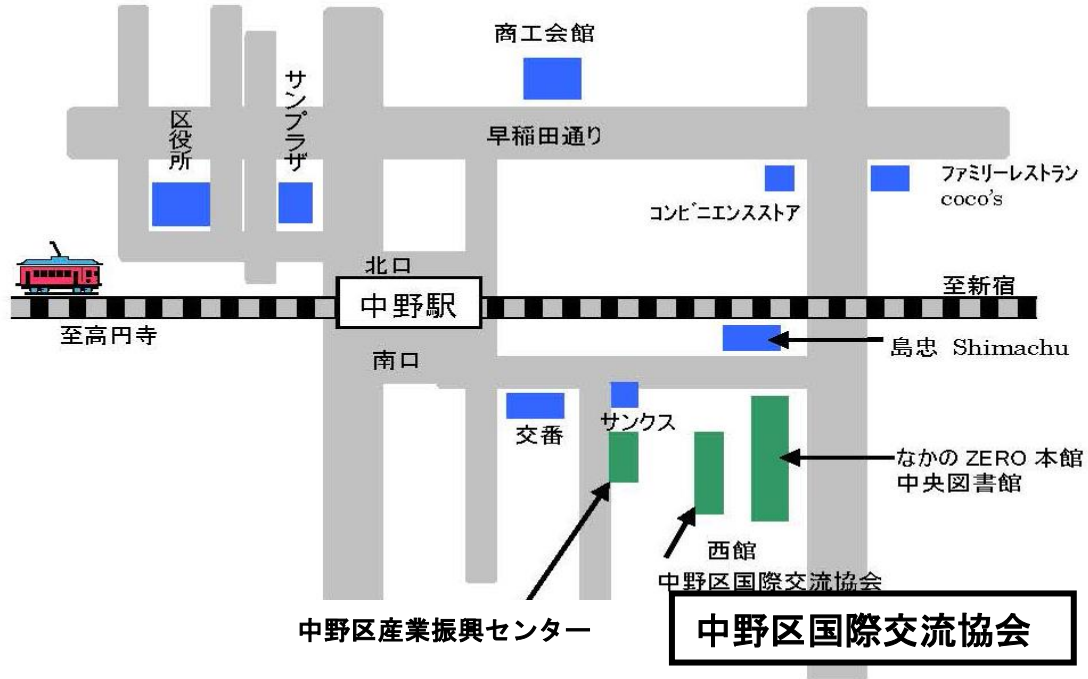 商工会館
サンプラザ
区役所
早稲田通り
ファミリーレストラン
coco's
コンビニエンスストア
北口
至新宿
中野駅
至高円寺
島忠 Shimachu
南口
サンクス
交番
なかの ZERO 本館
中央図書館
西館
中野区国際交流協会
中野区産業振興センター
中野区国際交流協会